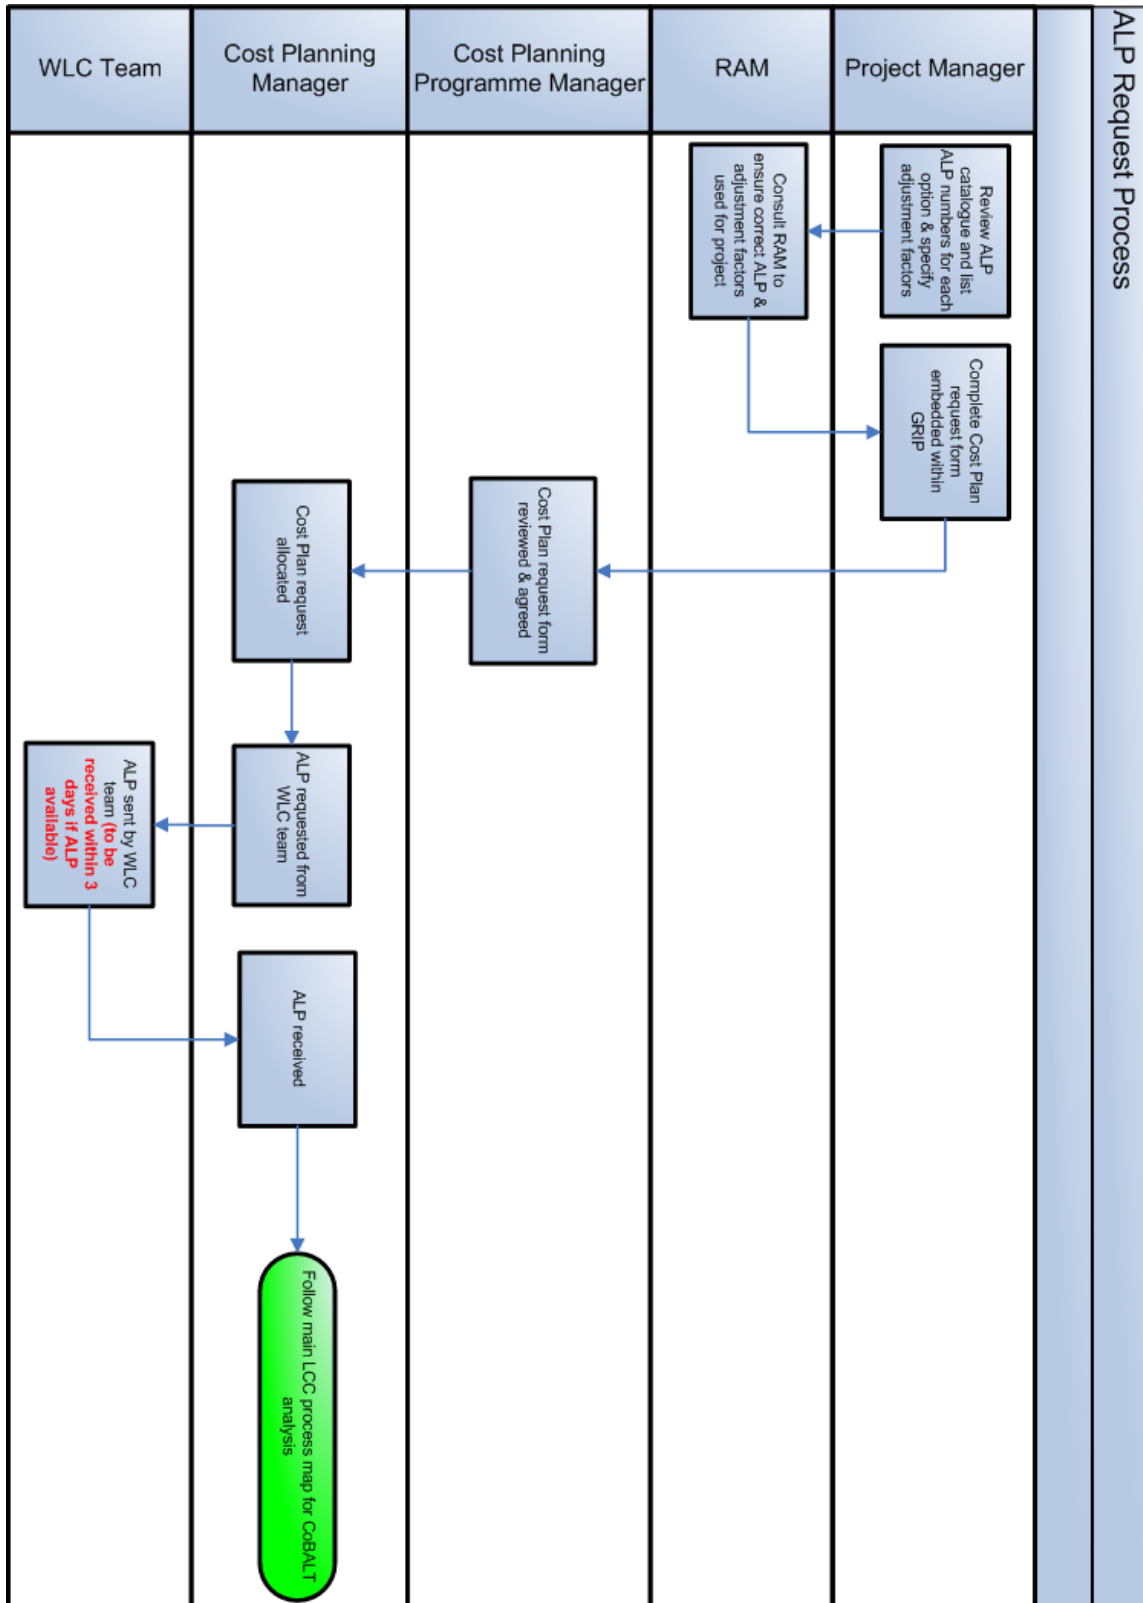 ALP Request Process
Project Manager
RAM
Cost Planning
Programme Manager
Cost Planning
Manager
WLC Team
Review ALP
catalogue and list
ALP numbers for each
option & specify
adjustment factors
Consult RAM to
ensure correct ALP &
adjustment factors
used for project
Complete Cost Plan
request form
embedded within
GRIP
Cost Plan request form
reviewed & agreed
Cost Plan request
allocated
ALP requested from
WLC team
ALP sent by WLC
team (to be
received within 3
days if ALP
available)
ALP received
Follow main LCC process map for CoBALT
analysis